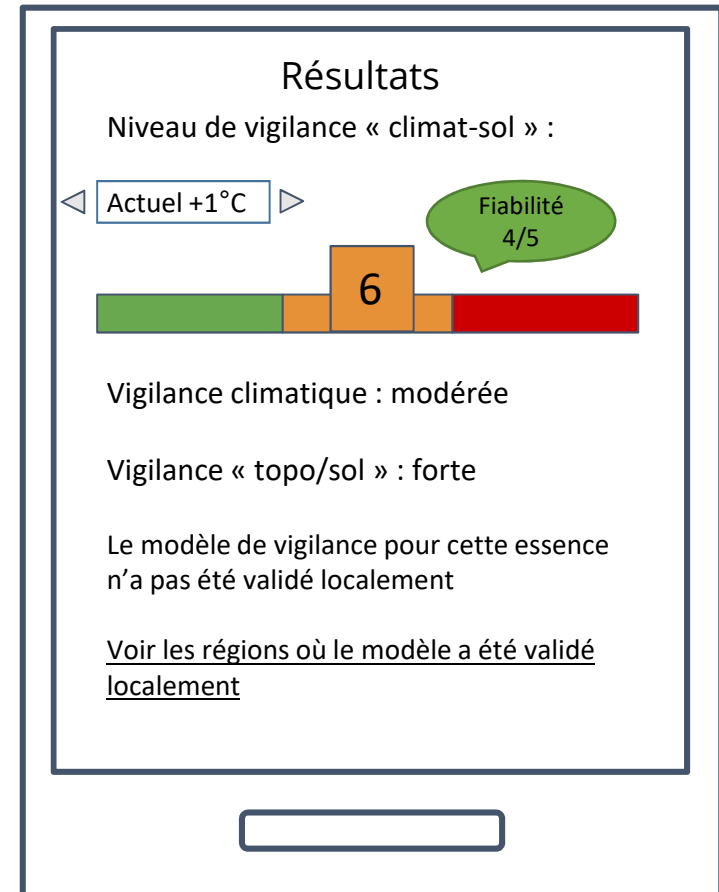 Résultats
Niveau de vigilance « climat-sol » :
Actuel +1°C
Fiabilité
4/5
6
Vigilance climatique : modérée
Vigilance « topo/sol » : forte
Le modèle de vigilance pour cette essence
n’a pas été validé localement
Voir les régions où le modèle a été validé
localement